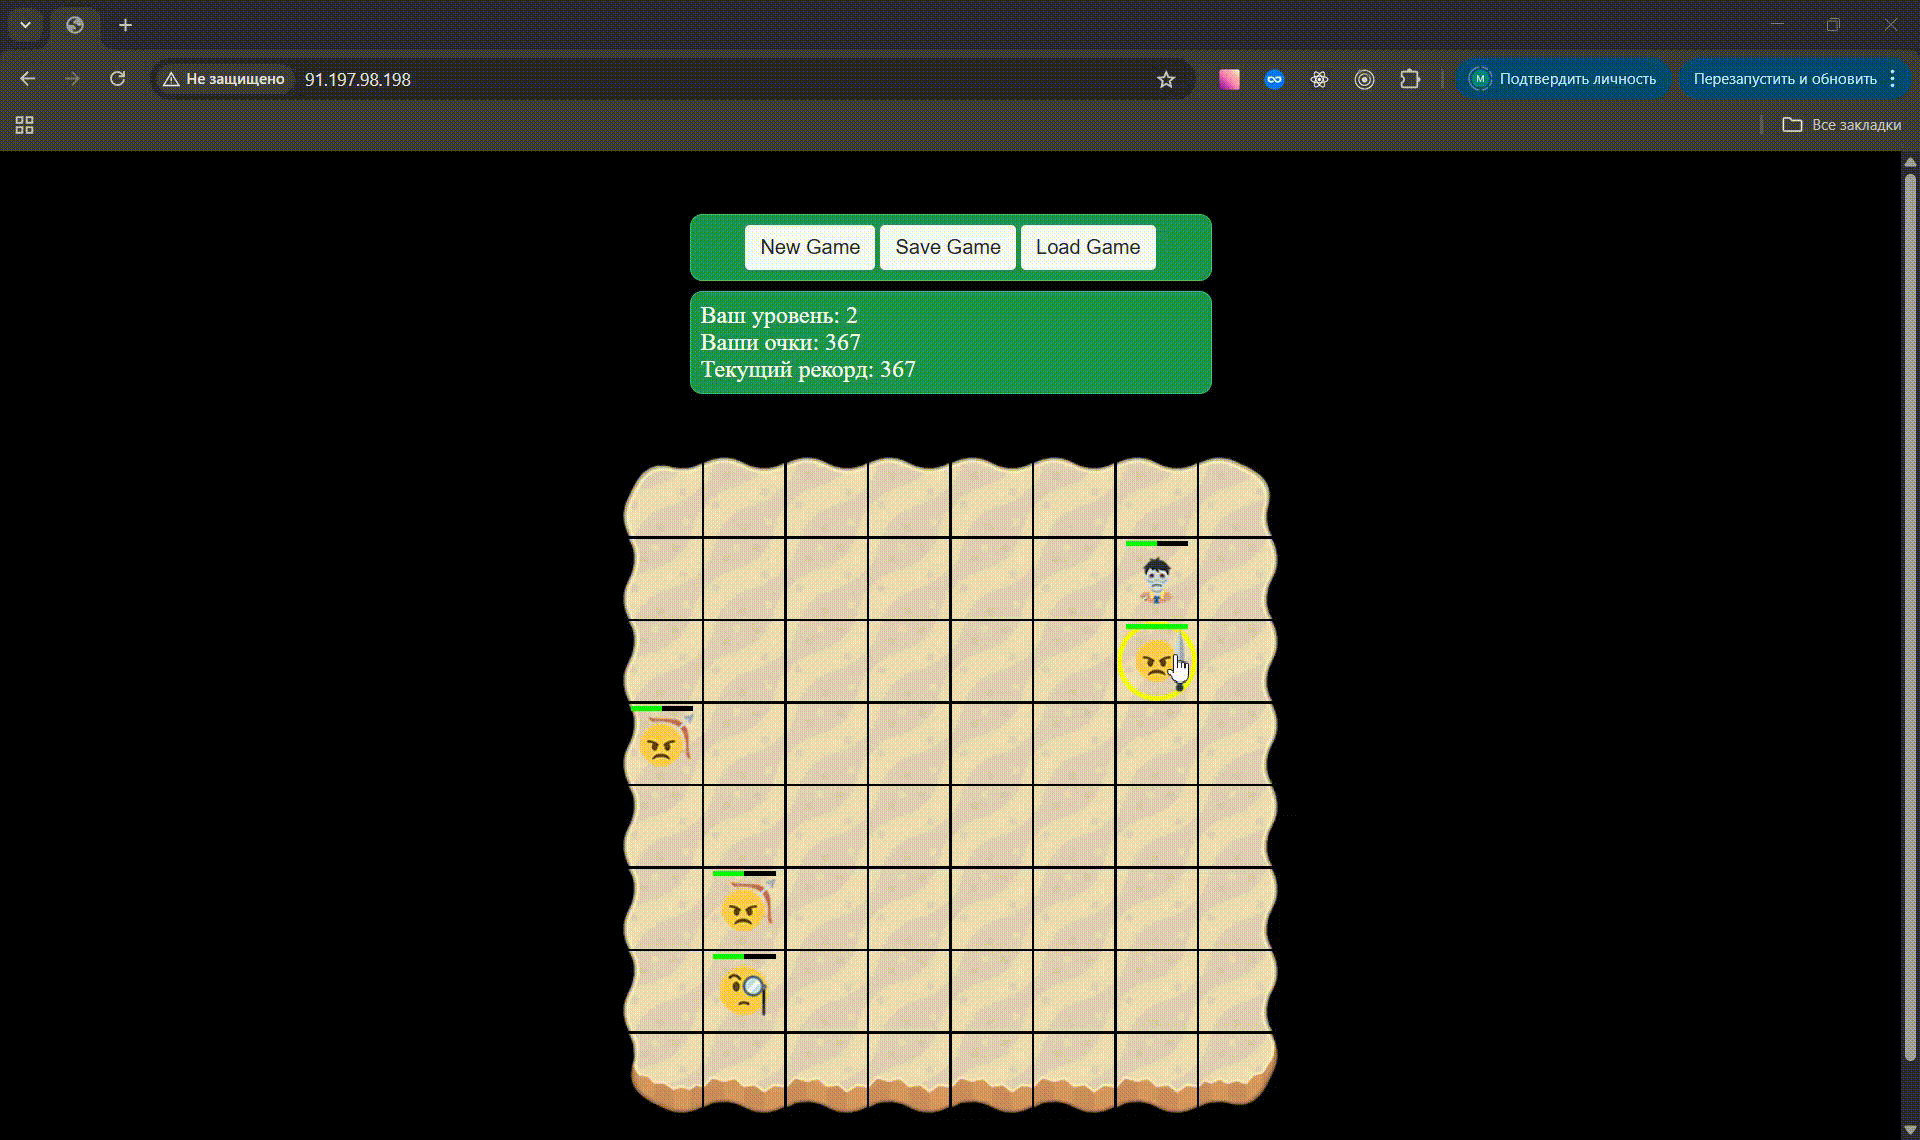 Не защищено 91.197.98.198
М Подтвердить личность
Перезапустить и обновить
Все закладки
New Game Save Game Load Game
Ваш уровень: 2
Ваши очки: 367
Текущий рекорд: 367